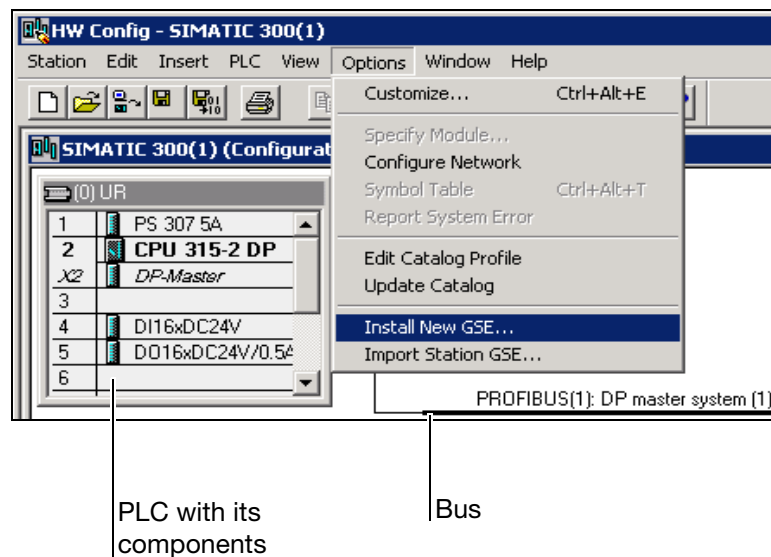 HW Config - SIMATIC 300(1)
Station Edit Insert PLC View Options Window Help
Customize... Ctrl+Alt+E
Specify Module...
Configure Network
Symbol Table Ctrl+Alt+T
Report System Error
Edit Catalog Profile
Update Catalog
Install New GSE...
Import Station GSE...
SIMATIC 300(1) (Configurat
(0) UR
1 PS 307 5A
2 CPU 315-2 DP
X2 DP-Master
3
4 DI16xDC24V
5 DO16xDC24V/0.5A
6
PROFIBUS(1): DP master system (1)
PLC with its
components
Bus